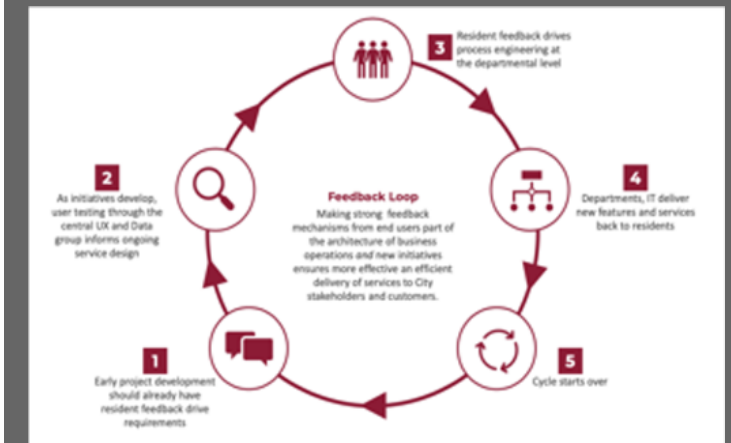 3
Resident feedback drives
process engineering at
the departmental level
2
As initiatives develop,
user testing through the
central UX and Data
group informs ongoing
service design
4
Departments, IT deliver
new features and services
back to residents
Feedback Loop
Making strong feedback
mechanisms from end users part of
the architecture of business
operations and new initiatives
ensures more effective an efficient
delivery of services to City
stakeholders and customers.
1
Early project development
should already have
resident feedback drive
requirements
5
Cycle starts over